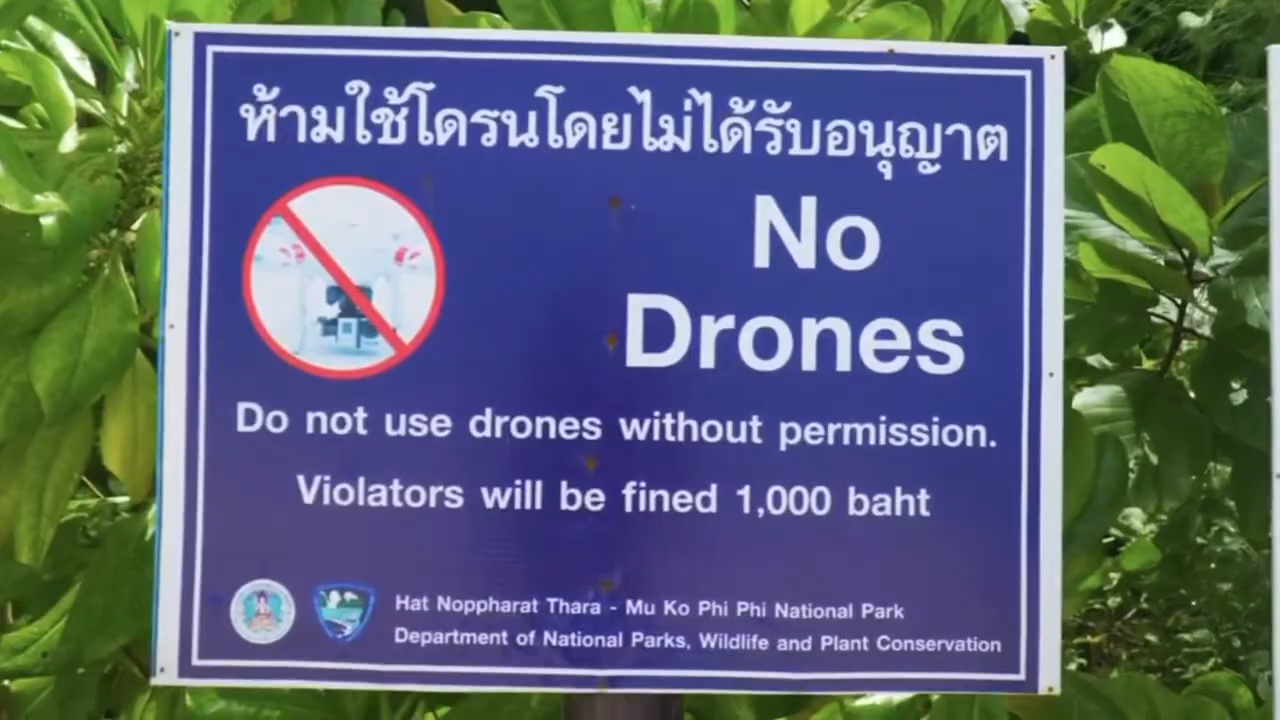 ห้ามใช้โดรนโดยไม่ได้รับอนุญาต
No
Drones
Do not use drones without permission.
Violators will be fined 1,000 baht
Hat Noppharat Thara - Mu Ko Phi Phi National Park
Department of National Parks, Wildlife and Plant Conservation